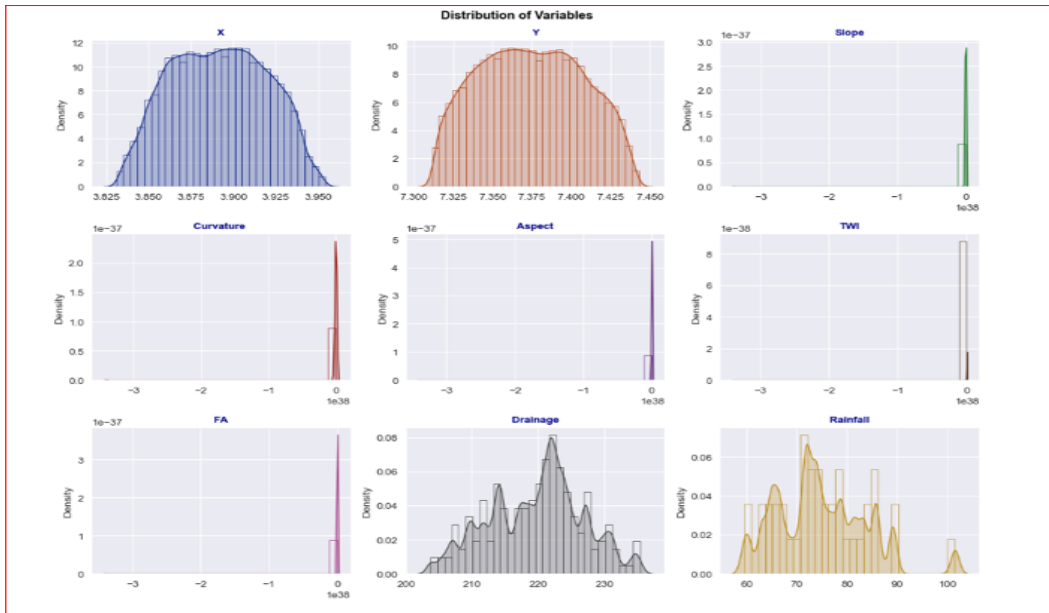 Distribution of Variables
X Y Slope
12
10
8
6
4
2
0
Density
3.825 3.850 3.875 3.900 3.925 3.950
10
8
6
4
2
0
Density
7.300 7.325 7.350 7.375 7.400 7.425 7.450
1e−37
3.0
2.5
2.0
1.5
1.0
0.5
0.0
Density
−3 −2 −1 0
1e38
Curvature Aspect TWI
1e−37
2.0
1.5
1.0
0.5
0.0
Density
−3 −2 −1 0
1e38
1e−37
5
4
3
2
1
0
Density
−3 −2 −1 0
1e38
1e−38
8
6
4
2
0
Density
−3 −2 −1 0
1e38
FA Drainage Rainfall
1e−37
3
2
1
0
Density
−3 −2 −1 0
1e38
0.08
0.06
0.04
0.02
0.00
Density
200 210 220 230
0.06
0.04
0.02
0.00
Density
60 70 80 90 100